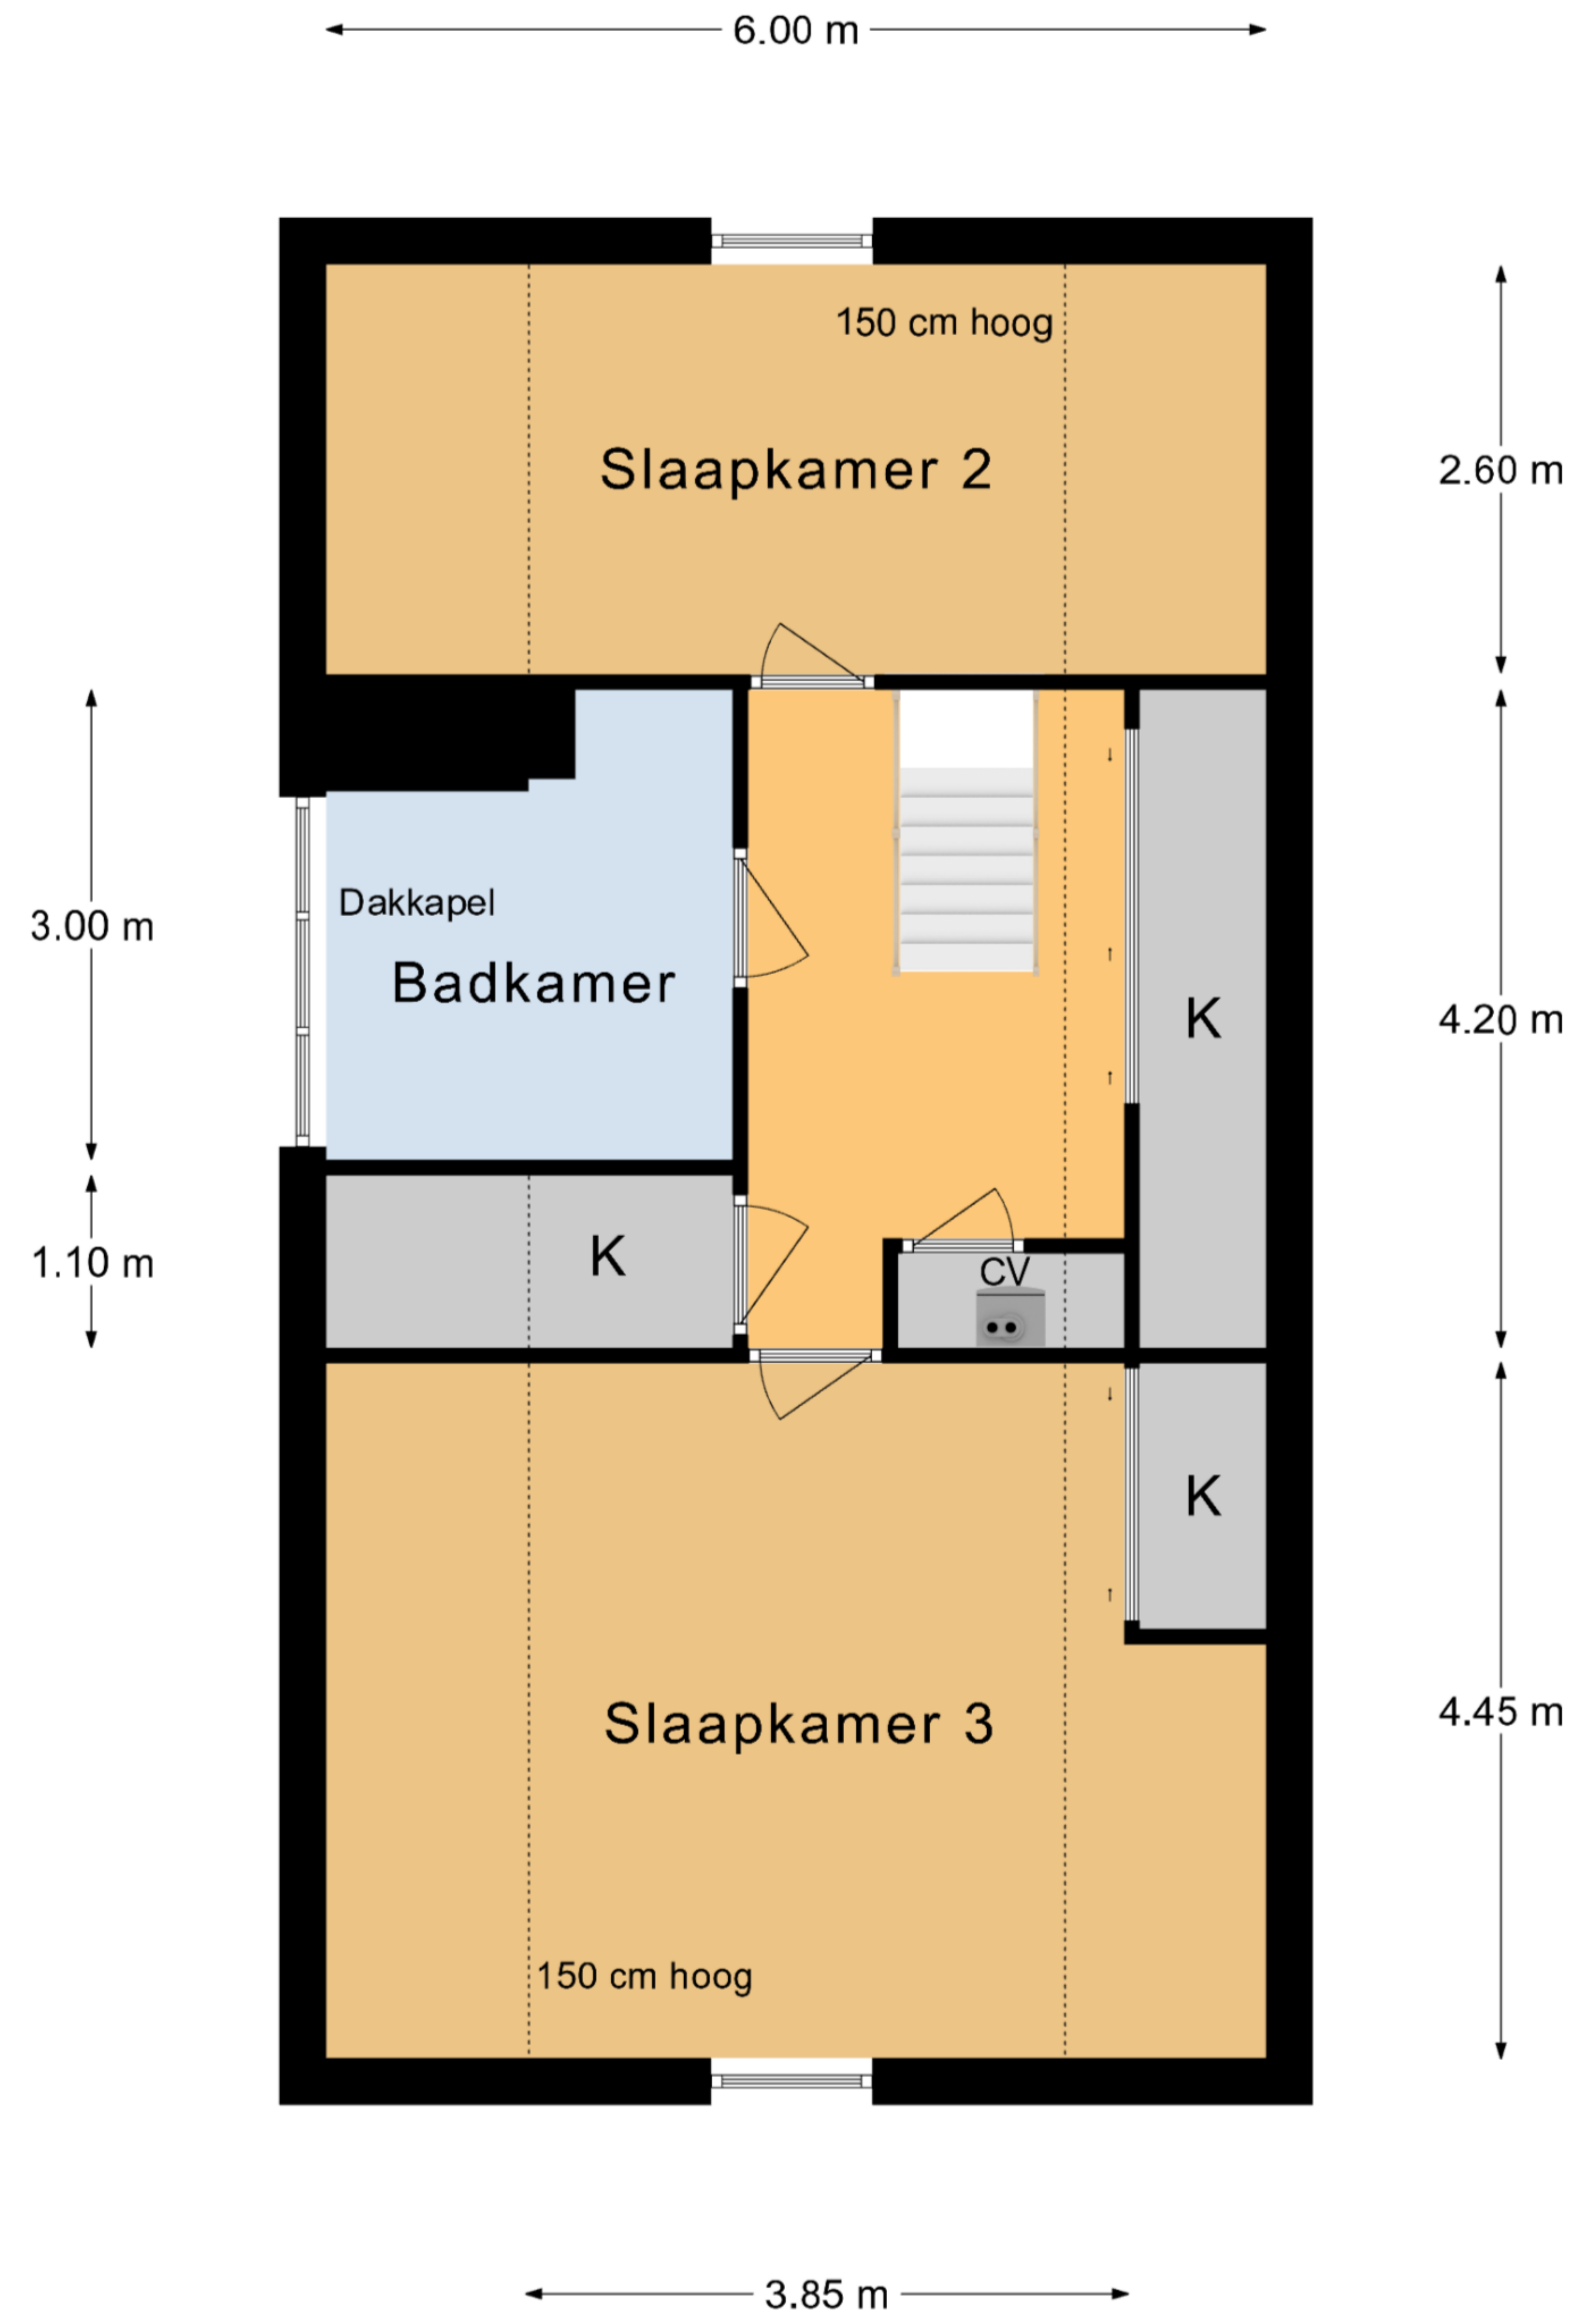 6.00 m
150 cm hoog
Slaapkamer 2
2.60 m
Dakkapel
3.00 m
Badkamer
K
4.20 m
K
1.10 m
CV
K
Slaapkamer 3
4.45 m
150 cm hoog
3.85 m